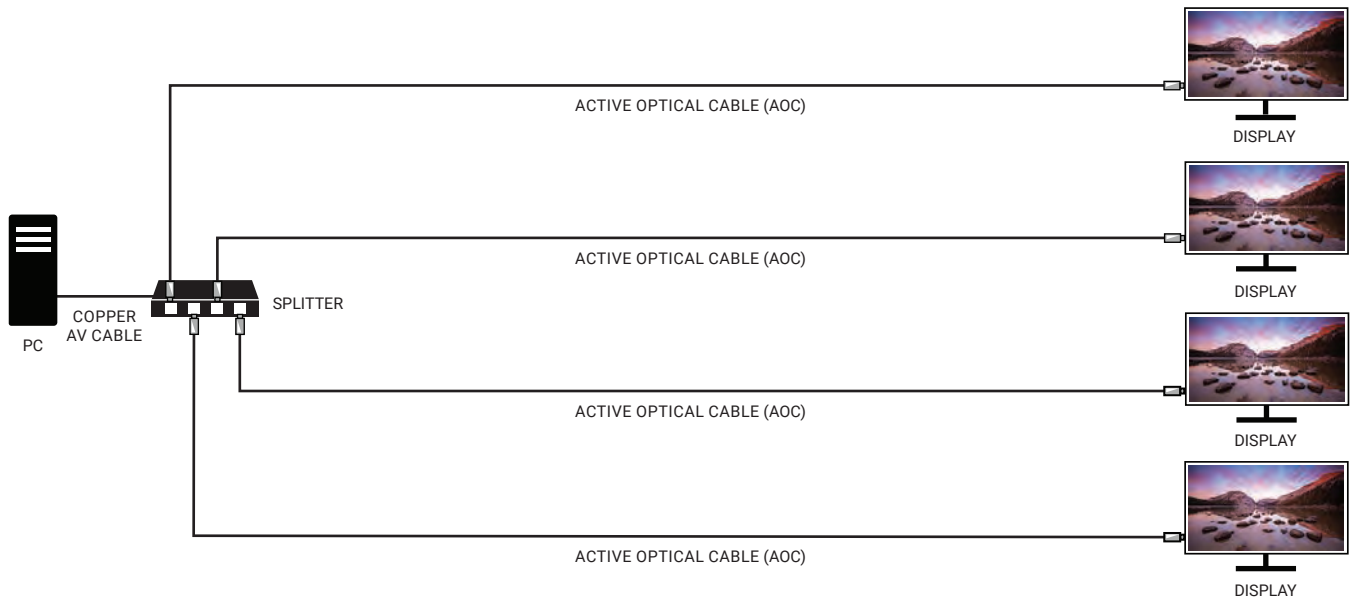 ACTIVE OPTICAL CABLE (AOC)
DISPLAY
ACTIVE OPTICAL CABLE (AOC)
DISPLAY
SPLITTER
COPPER
AV CABLE
PC
ACTIVE OPTICAL CABLE (AOC)
DISPLAY
ACTIVE OPTICAL CABLE (AOC)
DISPLAY